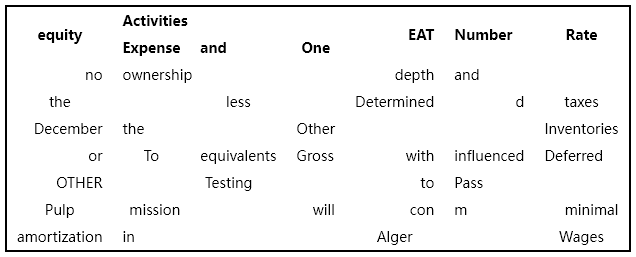 equity Activities Expense and One EAT Number Rate
no ownership depth and
the less Determined d taxes
December the Other Inventories
or To equivalents Gross with influenced Deferred
OTHER Testing to Pass
Pulp mission will con m minimal
amortization in Alger Wages